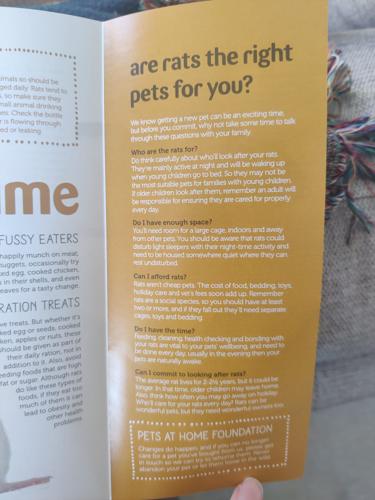 nimals so should be
ged daily. Rats tend to
s, so make sure they
mall animal drinking
es. Check the bottle
r is flowing through
ed or leaking.
ime
FUSSY EATERS
happily munch on meat,
nuggets, occasionally try
ked egg, cooked chicken,
s in their shells, and even
eaves for a taste change.
RATION TREATS
ve treats. But whether it's
ked egg or seeds, cooked
cken, apples or nuts, these
should be given as part of
their daily ration, not in
addition to it. Also, avoid
feeding foods that are high
fat or sugar. Although rats
do like these types of
foods, if they eat too
much of them it can
lead to obesity and
other health
problems.
are rats the right
pets for you?
We know getting a new pet can be an exciting time,
but before you commit, why not take some time to talk
through these questions with your family.
Who are the rats for?
Do think carefully about who'll look after your rats.
They're mainly active at night and will be waking up
when young children go to bed. So they may not be
the most suitable pets for families with young children.
If older children look after them, remember an adult will
be responsible for ensuring they are cared for properly
every day.
Do I have enough space?
You'll need room for a large cage, indoors and away
from other pets. You should be aware that rats could
disturb light sleepers with their night-time activity and
need to be housed somewhere quiet where they can
rest undisturbed.
Can I afford rats?
Rats aren't cheap pets. The cost of food, bedding, toys,
holiday care and vet's fees soon add up. Remember
rats are a social species, so you should have at least
two or more, and if they fall out they'll need separate
cages, toys and bedding.
Do I have the time?
Feeding, cleaning, health checking and bonding with
your rats are vital to your pets' wellbeing, and need to
be done every day, usually in the evening then your
pets are naturally awake.
Can I commit to looking after rats?
The average rat lives for 2-2½ years, but it could be
longer. In that time, older children may leave home.
Also, think how often you may go away on holiday.
Who'll care for your rats every day? Rats can be
wonderful pets, but they need wonderful owners too.
PETS AT HOME FOUNDATION
Changes do happen, and if you can no longer
care for a pet you've bought from us, please get
in touch so we can try to rehome them. Never
abandon your pet or let them loose in the wild.